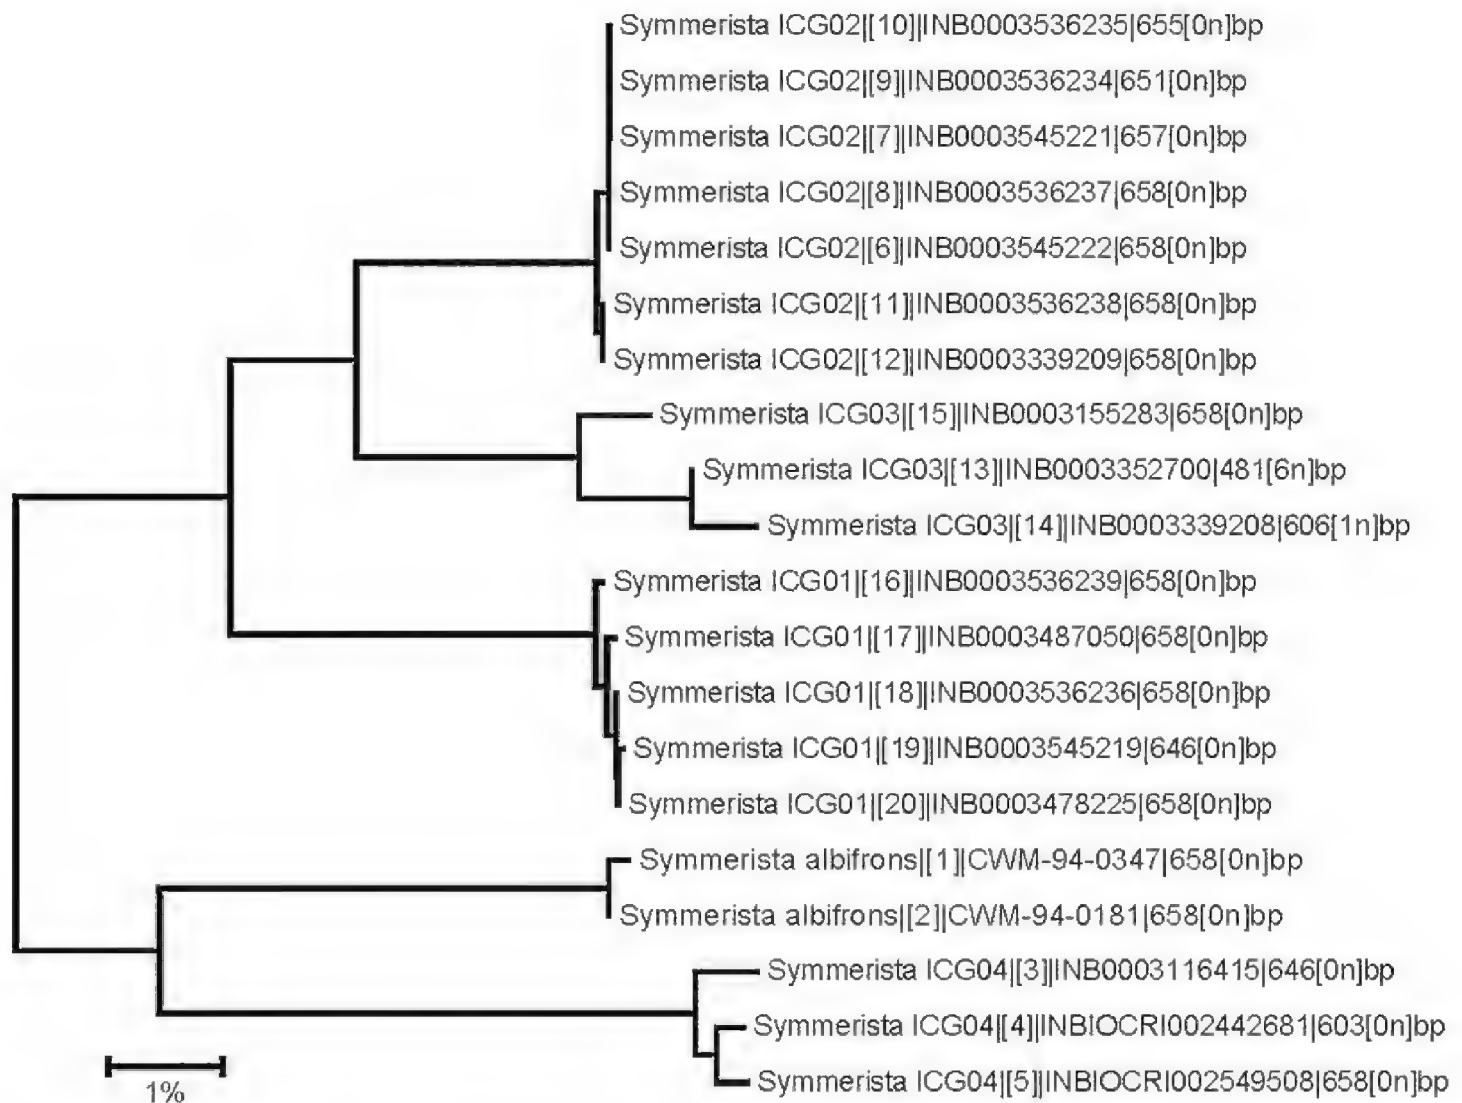 Symmerista ICG02|[10]|INB0003536235|655[0n]bp
Symmerista ICG02|[9]|INB0003536234|651[0n]bp
Symmerista ICG02|[7]|INB0003545221|657[0n]bp
Symmerista ICG02|[8]|INB0003536237|658[0n]bp
Symmerista ICG02|[6]|INB0003545222|658[0n]bp
Symmerista ICG02|[11]|INB0003536238|658[0n]bp
Symmerista ICG02|[12]|INB0003339209|658[0n]bp
Symmerista ICG03|[15]|INB0003155283|658[0n]bp
Symmerista ICG03|[13]|INB0003352700|481[6n]bp
Symmerista ICG03|[14]|INB0003339208|606[1n]bp
Symmerista ICG01|[16]|INB0003536239|658[0n]bp
Symmerista ICG01|[17]|INB0003487050|658[0n]bp
Symmerista ICG01|[18]|INB0003536236|658[0n]bp
Symmerista ICG01|[19]|INB0003545219|646[0n]bp
Symmerista ICG01|[20]|INB0003478225|658[0n]bp
Symmerista albifrons|[1]|CWM-94-0347|658[0n]bp
Symmerista albifrons|[2]|CWM-94-0181|658[0n]bp
Symmerista ICG04|[3]|INB0003116415|646[0n]bp
Symmerista ICG04|[4]|INBIOCRI002442681|603[0n]bp
Symmerista ICG04|[5]|INBIOCRI002549508|658[0n]bp
1%